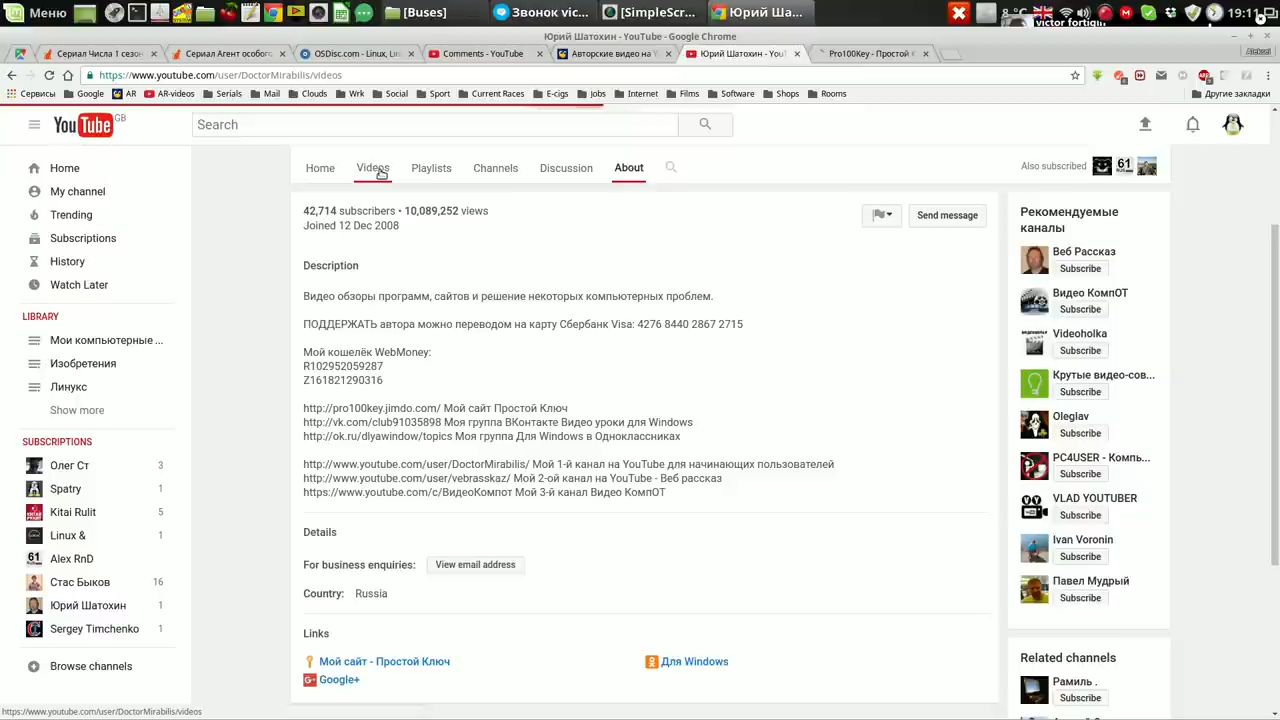 Меню
[Buses]
Звонок vic...
[SimpleScr...
Юрий Ша...
8 °C
19:11
victor fortigin
Юрий Шатохин - YouTube - Google Chrome
Сериал Числа 1 сезон
Сериал Агент особого
OSDisc.com - Linux, Lin
Comments - YouTube
Авторские видео на Y
Юрий Шатохин - YouT
Pro100Key - Простой К
Aleksei
https://www.youtube.com/user/DoctorMirabilis/videos
Сервисы
Google
AR
AR-videos
Serials
Mail
Clouds
Wrk
Social
Sport
Current Races
E-cigs
Jobs
Internet
Films
Software
Shops
Rooms
Другие закладки
YouTube GB
Search
Home
My channel
Trending
Subscriptions
History
Watch Later
LIBRARY
Мои компьютерные ...
Изобретения
Линукс
Show more
SUBSCRIPTIONS
Олег Ст 3
Spatry 1
Kitai Rulit 5
Linux & 1
61 Alex RnD
Стас Быков 16
Юрий Шатохин 1
Sergey Timchenko 1
Browse channels
Home Videos Playlists Channels Discussion About
Also subscribed 61
42,714 subscribers • 10,089,252 views
Joined 12 Dec 2008
Send message
Description
Видео обзоры программ, сайтов и решение некоторых компьютерных проблем.
ПОДДЕРЖАТЬ автора можно переводом на карту Сбербанк Visa: 4276 8440 2867 2715
Мой кошелёк WebMoney:
R102952059287
Z161821290316
http://pro100key.jimdo.com/ Мой сайт Простой Ключ
http://vk.com/club91035898 Моя группа ВКонтакте Видео уроки для Windows
http://ok.ru/dlyawindow/topics Моя группа Для Windows в Одноклассниках
http://www.youtube.com/user/DoctorMirabilis/ Мой 1-й канал на YouTube для начинающих пользователей
http://www.youtube.com/user/vebrasskaz/ Мой 2-ой канал на YouTube - Веб рассказ
https://www.youtube.com/c/ВидеоКомпот Мой 3-й канал Видео КомпОТ
Details
For business enquiries: View email address
Country: Russia
Links
Мой сайт - Простой Ключ
Для Windows
Google+
Рекомендуемые
каналы
Веб Рассказ
Subscribe
Видео КомпОТ
Subscribe
Videoholka
Subscribe
Крутые видео-сов...
Subscribe
Oleglav
Subscribe
PC4USER - Компь...
Subscribe
VLAD YOUTUBER
Subscribe
Ivan Voronin
Subscribe
Павел Мудрый
Subscribe
Related channels
Рамиль .
Subscribe
https://www.youtube.com/user/DoctorMirabilis/videos